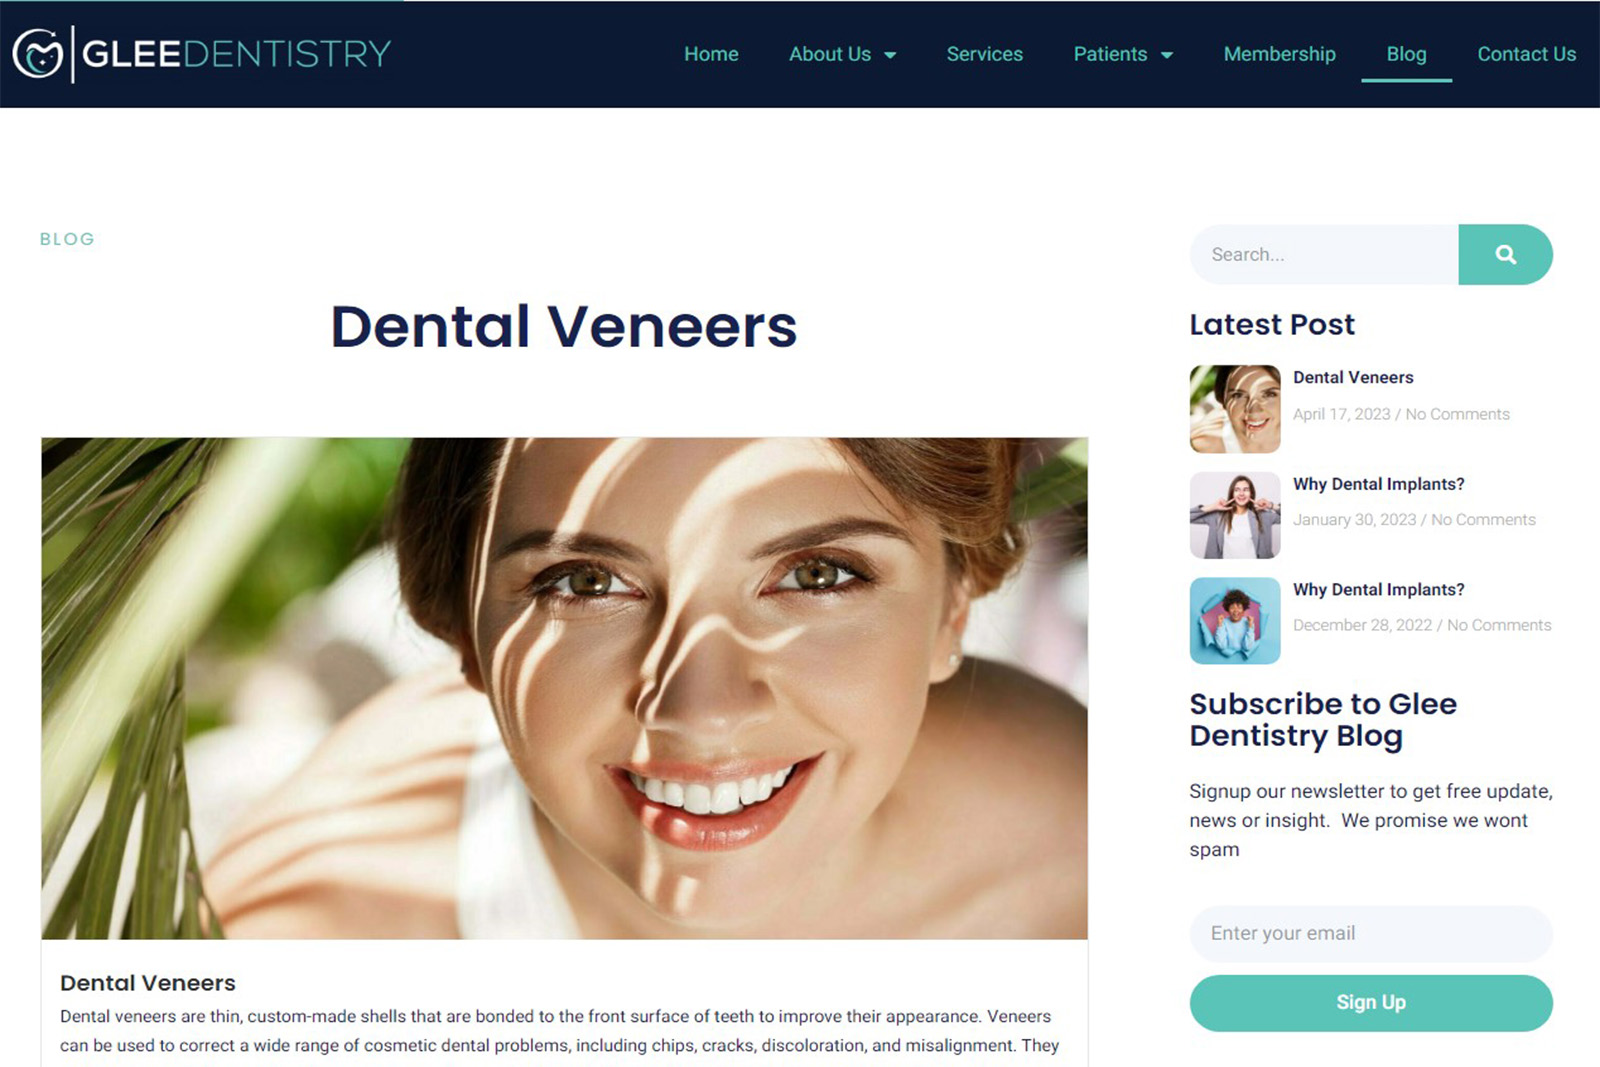 GLEEDENTISTRY
Home
About Us
Services
Patients
Membership
Blog
Contact Us
BLOG
Dental Veneers
Dental Veneers
Dental veneers are thin, custom-made shells that are bonded to the front surface of teeth to improve their appearance. Veneers
can be used to correct a wide range of cosmetic dental problems, including chips, cracks, discoloration, and misalignment. They
Search...
Latest Post
Dental Veneers
April 17, 2023 / No Comments
Why Dental Implants?
January 30, 2023 / No Comments
Why Dental Implants?
December 28, 2022 / No Comments
Subscribe to Glee
Dentistry Blog
Signup our newsletter to get free update,
news or insight.  We promise we wont
spam
Enter your email
Sign Up